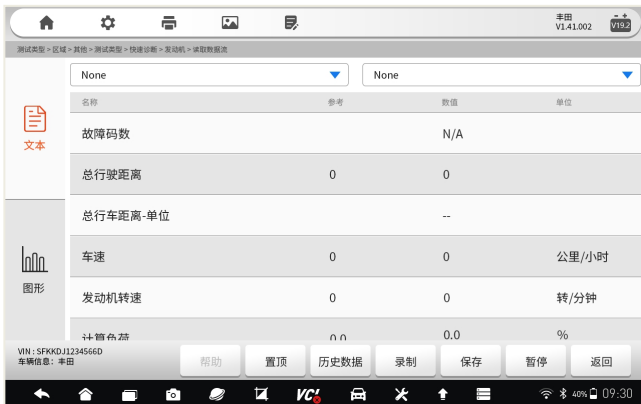 丰田
V1.41.002
V19.2
测试类型 > 区域 > 其他 > 测试类型 > 快速诊断 > 发动机 > 读取数据流
None
None
名称 参考 数值 单位
故障码数 N/A
总行驶距离 0 0
总行车距离-单位 --
车速 0 0 公里/小时
发动机转速 0 0 转/分钟
计算负荷 0.0 0.0 %
文本
图形
VIN : SFKKDJ1234566D
车辆信息：丰田
帮助 置顶 历史数据 录制 保存 暂停 返回
VCI 40% 09:30